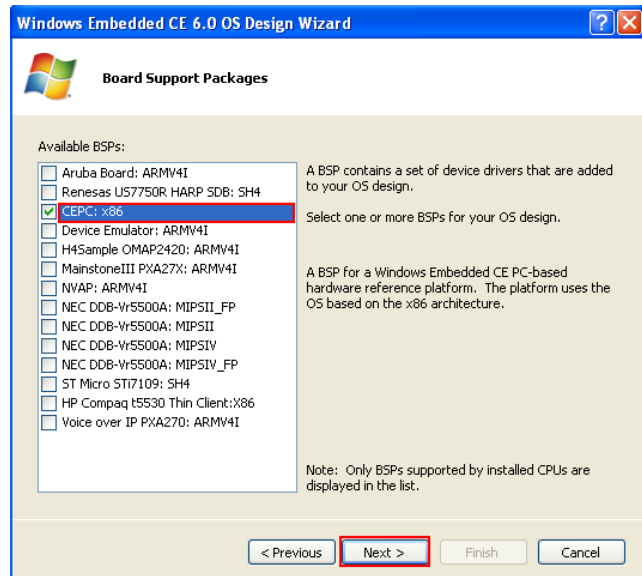 Windows Embedded CE 6.0 OS Design Wizard
Board Support Packages
Available BSPs:
Aruba Board: ARMV4I
Renesas US7750R HARP SDB: SH4
CEPC: x86
Device Emulator: ARMV4I
H4Sample OMAP2420: ARMV4I
MainstoneIII PXA27X: ARMV4I
NVAP: ARMV4I
NEC DDB-Vr5500A: MIPSII_FP
NEC DDB-Vr5500A: MIPSII
NEC DDB-Vr5500A: MIPSIV
NEC DDB-Vr5500A: MIPSIV_FP
ST Micro STi7109: SH4
HP Compaq t5530 Thin Client:X86
Voice over IP PXA270: ARMV4I
A BSP contains a set of device drivers that are added
to your OS design.
Select one or more BSPs for your OS design.
A BSP for a Windows Embedded CE PC-based
hardware reference platform.  The platform uses the
OS based on the x86 architecture.
Note:  Only BSPs supported by installed CPUs are
displayed in the list.
< Previous
Next >
Finish
Cancel